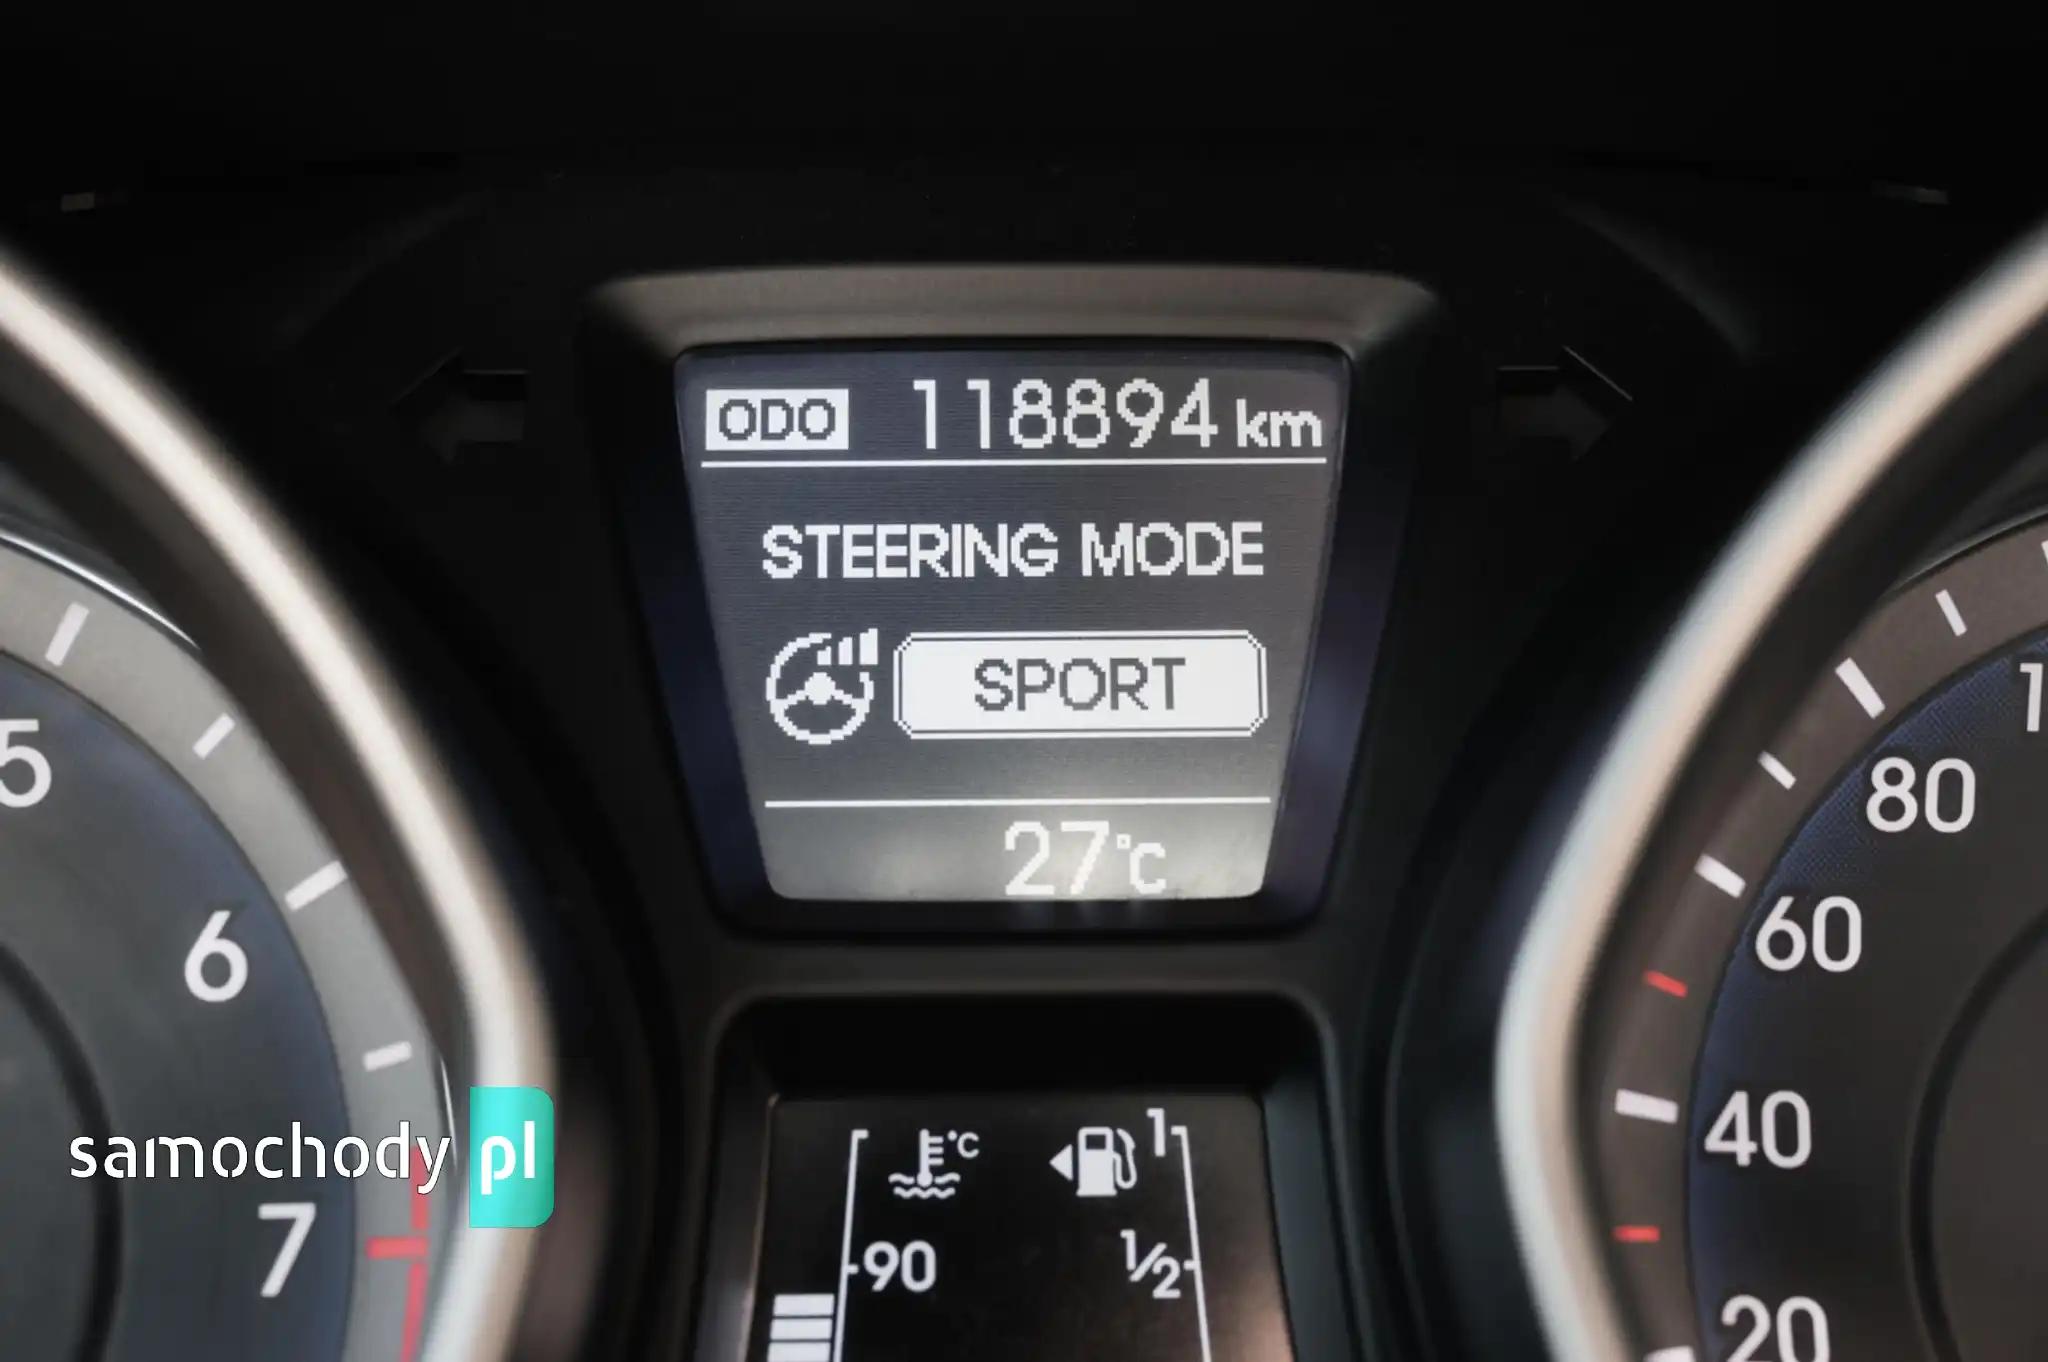 ODO 118894 km
STEERING MODE
SPORT
27°C
5
6
7
1
80
60
40
20
°C
1
90
1/2
samochody pl